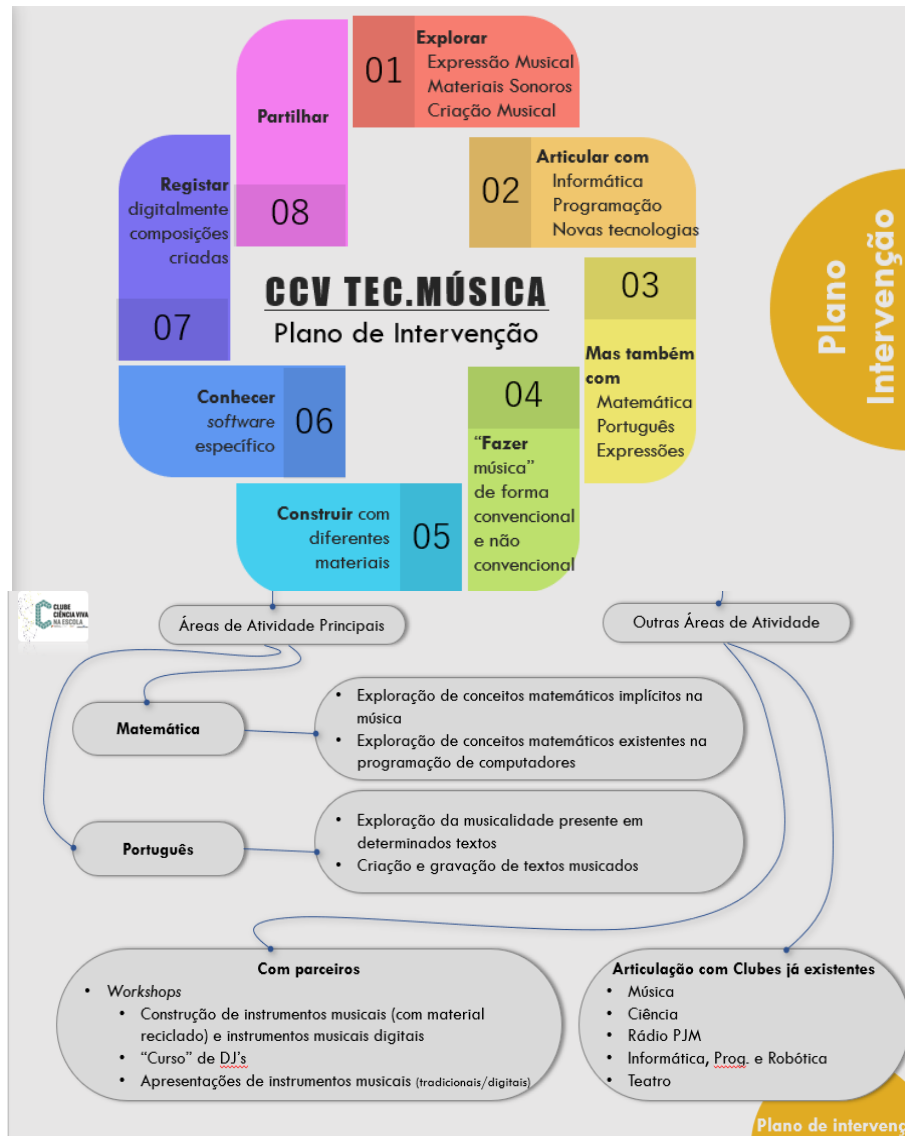 Explorar
Expressão Musical
Materiais Sonoros
Criação Musical
01
Articular com
Informática
Programação
Novas tecnologias
02
03
Mas também
com
Matemática
Português
Expressões
04
“Fazer
música”
de forma
convencional
e não
convencional
Construir com
diferentes
materiais
05
Conhecer
software
específico
06
Registar
digitalmente
composições
criadas
07
Partilhar
08
CCV TEC.MÚSICA
Plano de Intervenção
Plano
Intervenção
CLUBE
CIÊNCIA VIVA
NA ESCOLA
Áreas de Atividade Principais
Outras Áreas de Atividade
Matemática
• Exploração de conceitos matemáticos implícitos na
música
• Exploração de conceitos matemáticos existentes na
programação de computadores
Português
• Exploração da musicalidade presente em
determinados textos
• Criação e gravação de textos musicados
Com parceiros
• Workshops
• Construção de instrumentos musicais (com material
reciclado) e instrumentos musicais digitais
• “Curso” de DJ’s
• Apresentações de instrumentos musicais (tradicionais/digitais)
Articulação com Clubes já existentes
• Música
• Ciência
• Rádio PJM
• Informática, Prog. e Robótica
• Teatro
Plano de intervenç